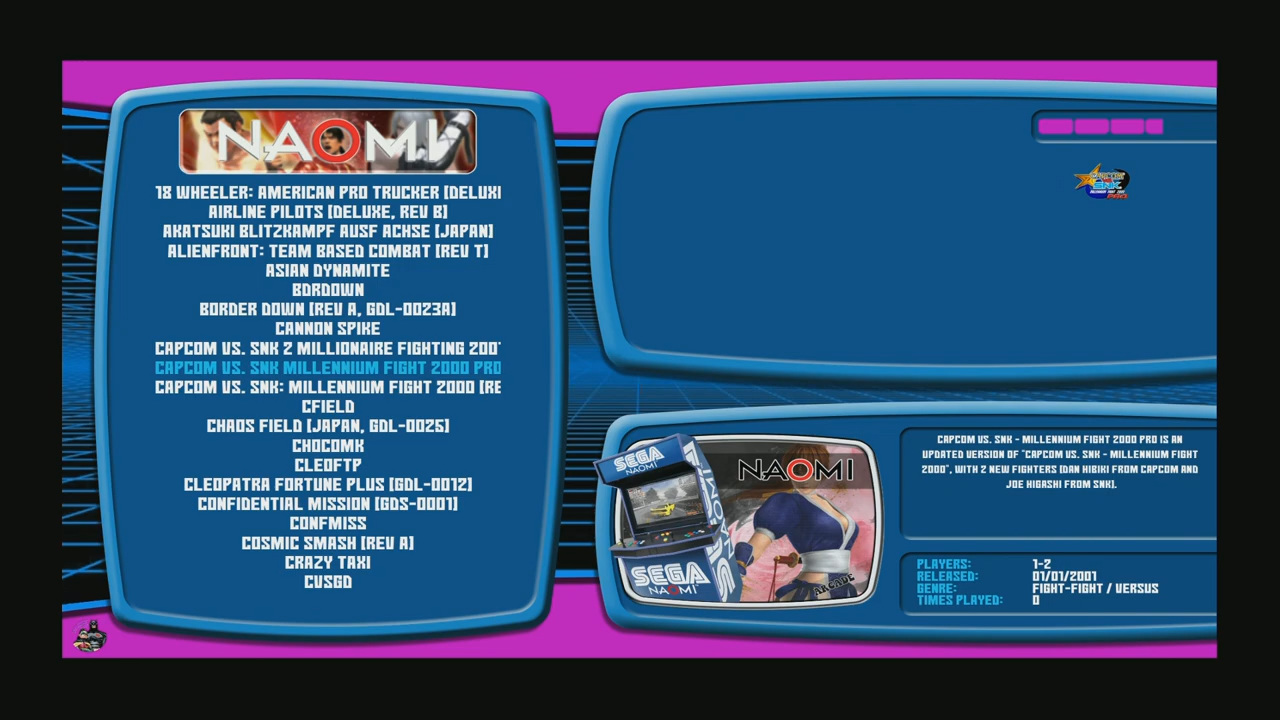 NAOMI
18 WHEELER: AMERICAN PRO TRUCKER [DELUXE
AIRLINE PILOTS [DELUXE, REV B]
AKATSUKI BLITZKAMPF AUSF ACHSE [JAPAN]
ALIENFRONT: TEAM BASED COMBAT [REV T]
ASIAN DYNAMITE
BDRDOWN
BORDER DOWN [REV A, GDL-0023A]
CANNON SPIKE
CAPCOM VS. SNK 2 MILLIONAIRE FIGHTING 200
CAPCOM VS. SNK MILLENNIUM FIGHT 2000 PRO
CAPCOM VS. SNK: MILLENNIUM FIGHT 2000 [RE
CFIELD
CHAOS FIELD [JAPAN, GDL-0025]
CHOCOMK
CLEOFTP
CLEOPATRA FORTUNE PLUS [GDL-0012]
CONFIDENTIAL MISSION [GDS-0001]
CONFMISS
COSMIC SMASH [REV A]
CRAZY TAXI
CVSGD
CAPCOM
SNK
SEGA
NAOMI
SEGA
NAOMI
NAOMI
ARCADE
CAPCOM VS. SNK - MILLENNIUM FIGHT 2000 PRO IS AN
UPDATED VERSION OF "CAPCOM VS. SNK - MILLENNIUM FIGHT
2000", WITH 2 NEW FIGHTERS (DAN HIBIKI FROM CAPCOM AND
JOE HIGASHI FROM SNK).
PLAYERS: 1-2
RELEASED: 01/01/2001
GENRE: FIGHT-FIGHT / VERSUS
TIMES PLAYED: 0